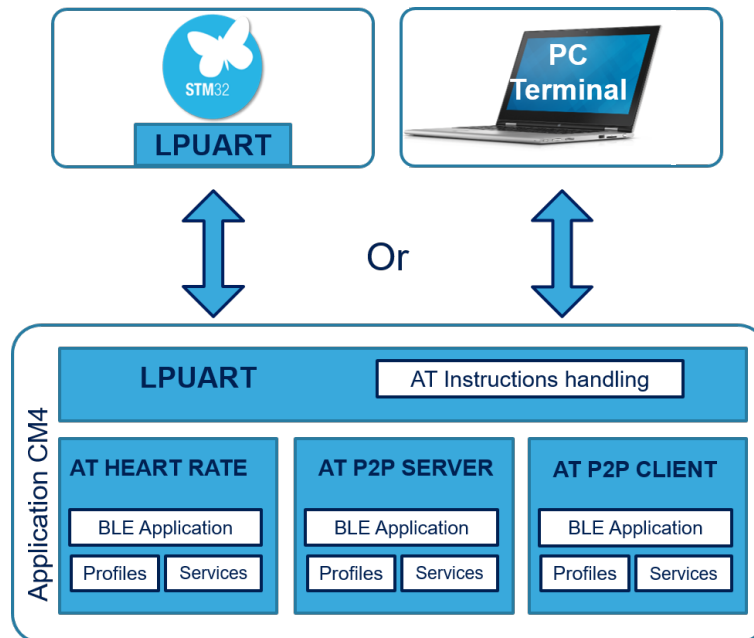 STM32
LPUART
PC
Terminal
Or
Application CM4
LPUART
AT Instructions handling
AT HEART RATE
BLE Application
Profiles
Services
AT P2P SERVER
BLE Application
Profiles
Services
AT P2P CLIENT
BLE Application
Profiles
Services